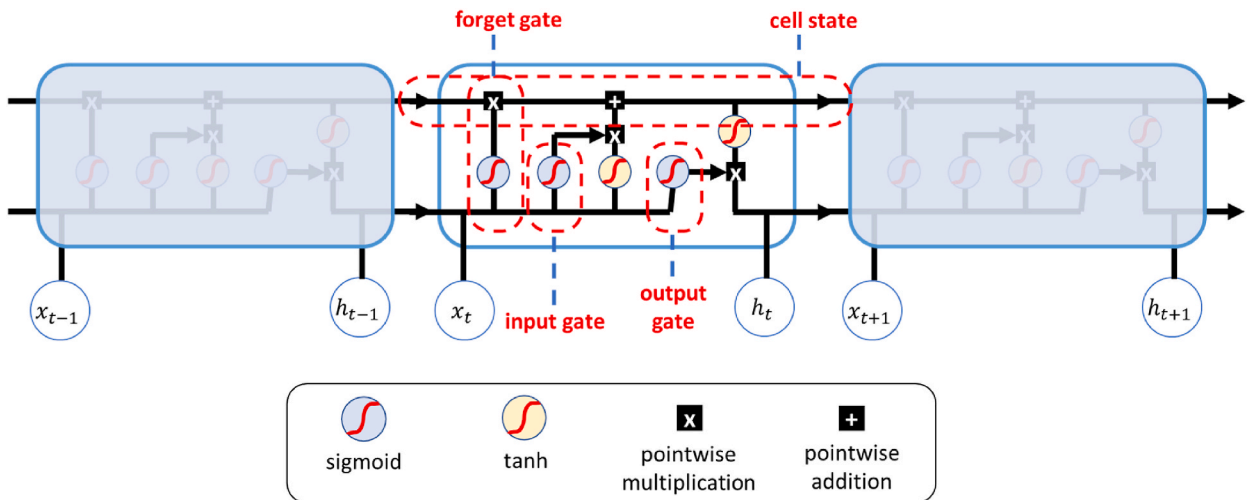 forget gate
cell state
x
+
x
x
x
+
x
x
x
+
x
x
x_{t−1}
h_{t−1}
x_t
input gate
output
gate
h_t
x_{t+1}
h_{t+1}
x
+
sigmoid
tanh
pointwise
multiplication
pointwise
addition